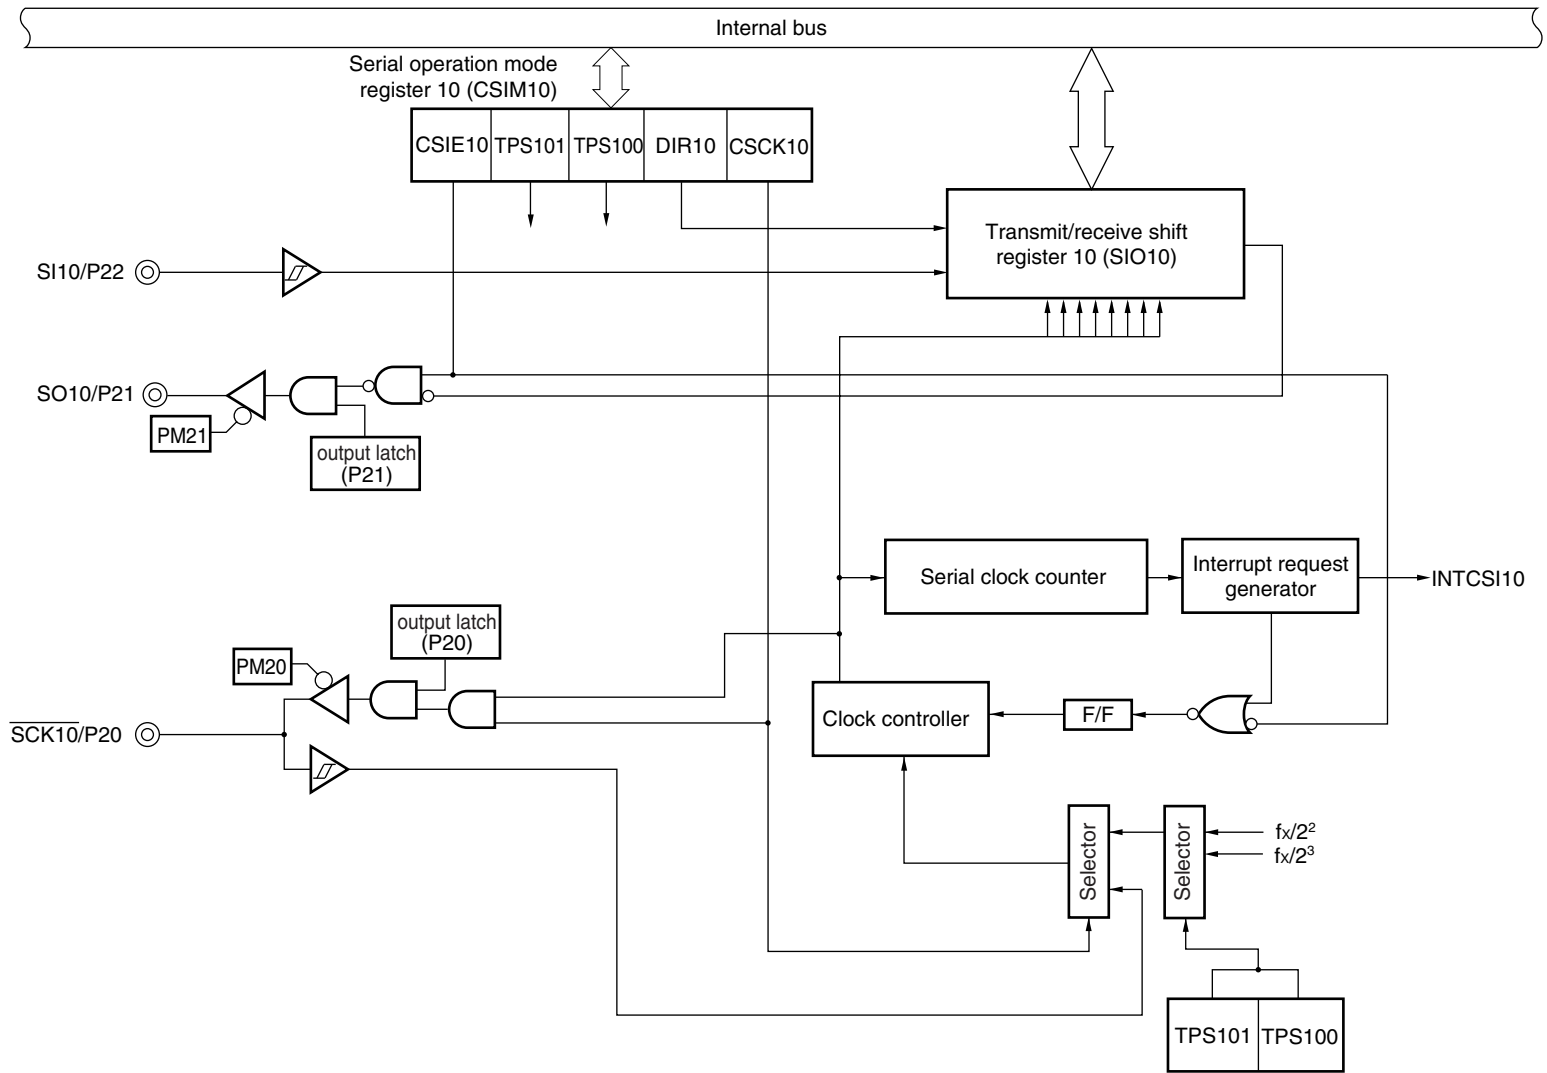 Internal bus
Serial operation mode
register 10 (CSIM10)
CSIE10 TPS101 TPS100 DIR10 CSCK10
Transmit/receive shift
register 10 (SIO10)
SI10/P22
SO10/P21
PM21
output latch
(P21)
Serial clock counter
Interrupt request
generator
INTCSI10
output latch
(P20)
PM20
SCK10/P20
Clock controller
F/F
Selector
Selector
fx/2²
fx/2³
TPS101 TPS100